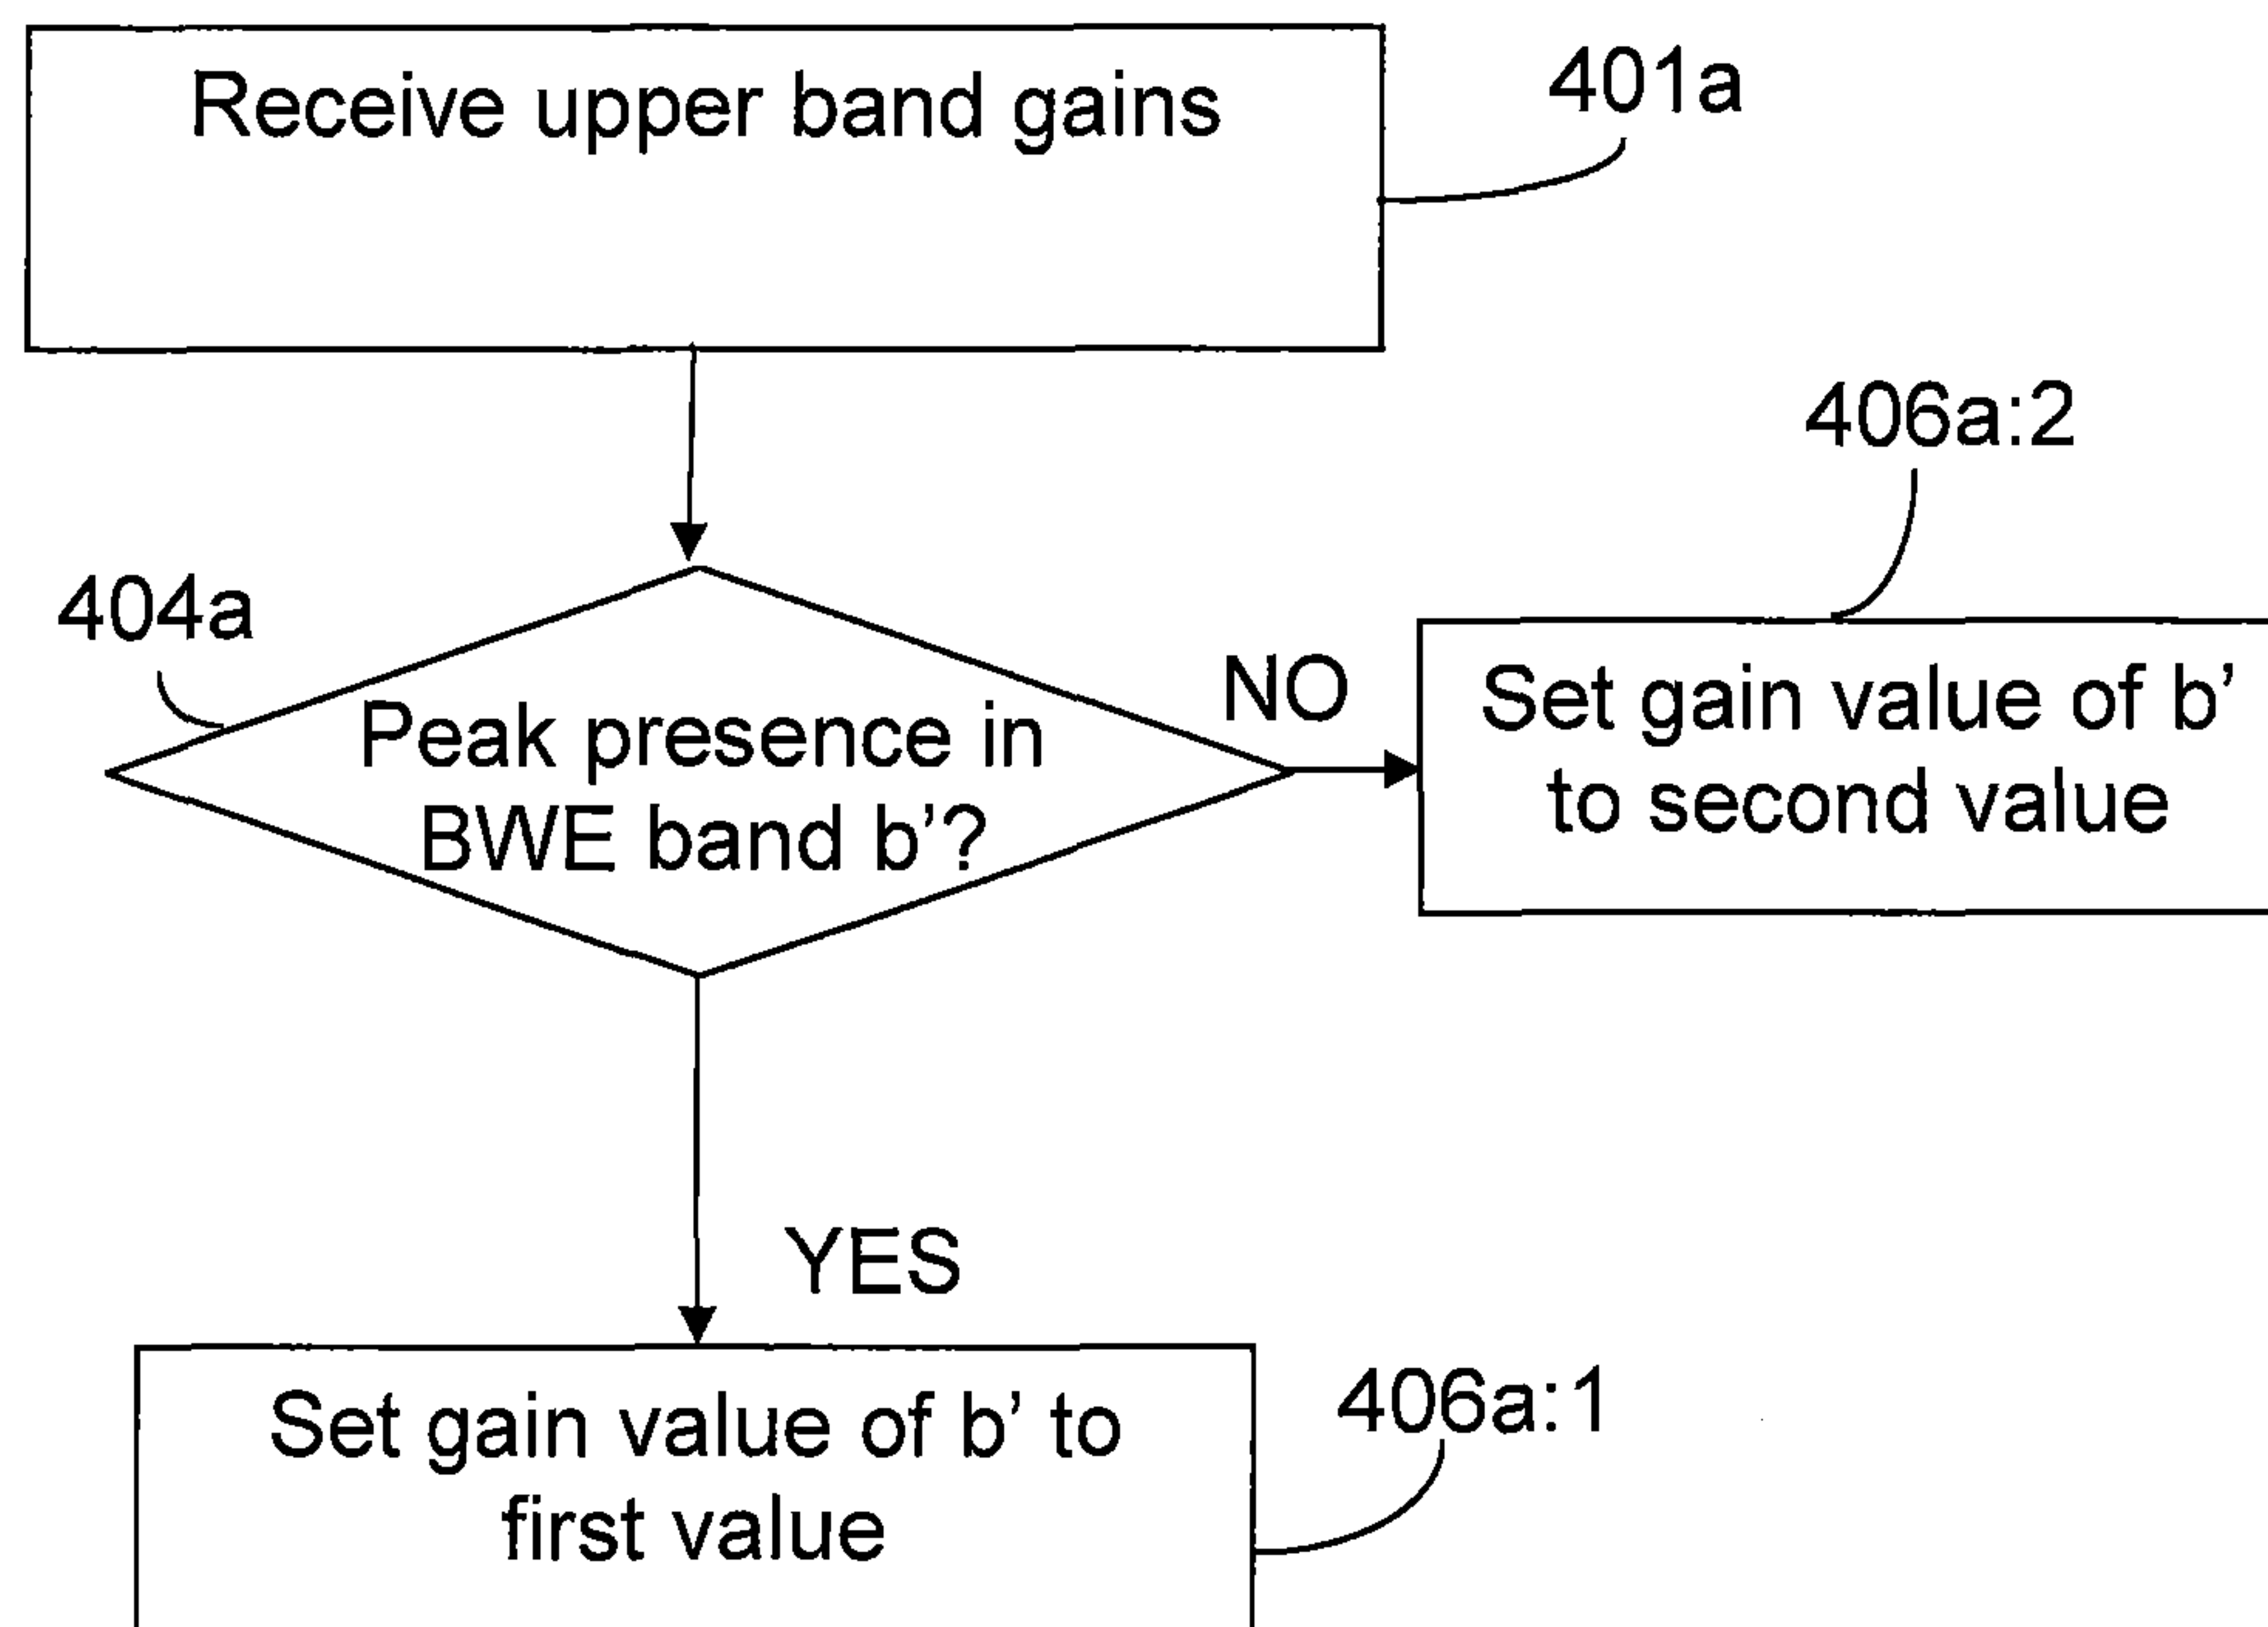 Receive upper band gains
401a
406a:2
404a
Peak presence in
BWE band b'?
NO
Set gain value of b'
to second value
YES
Set gain value of b' to
first value
406a:1